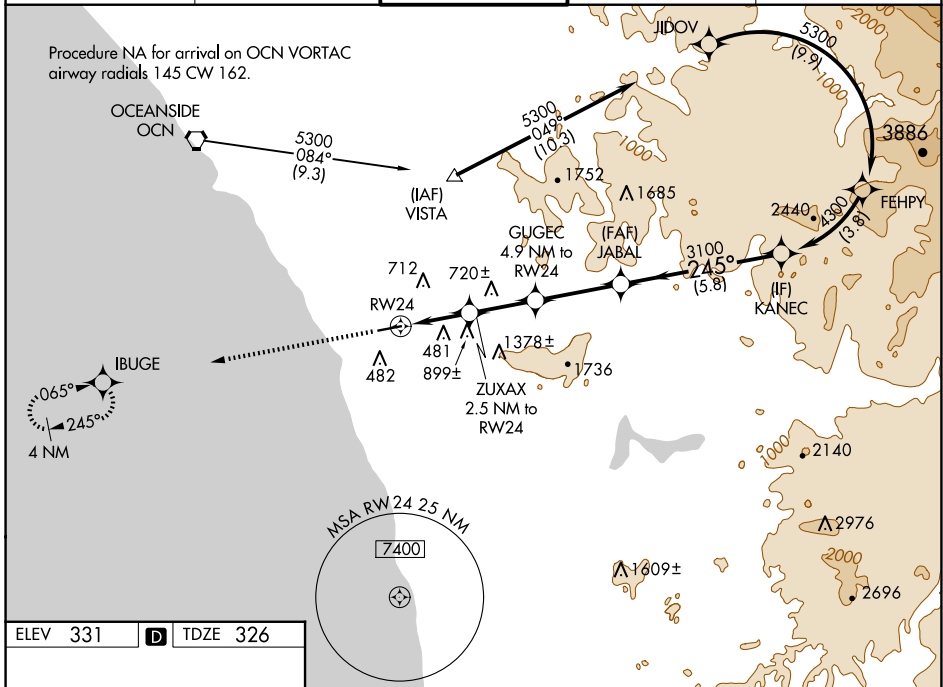 Procedure NA for arrival on OCN VORTAC
airway radials 145 CW 162.
JIDOV
5300
(9.9)
2000
1000
OCEANSIDE
OCN
5300
084°
(9.3)
5300
049°
(10.3)
1000
3886
(IAF)
VISTA
1752
1685
2440
4300
(3.8)
FEHPY
GUGEC
4.9 NM to
RW24
(FAF)
JABAL
3100
245°
(5.8)
(IF)
KANEC
712
720±
RW24
481
899±
1378±
1736
482
ZUXAX
2.5 NM to
RW24
IBUGE
065°
245°
4 NM
1000
2140
2976
2000
2696
1609±
MSA RW24 25 NM
7400
ELEV 331 D TDZE 326